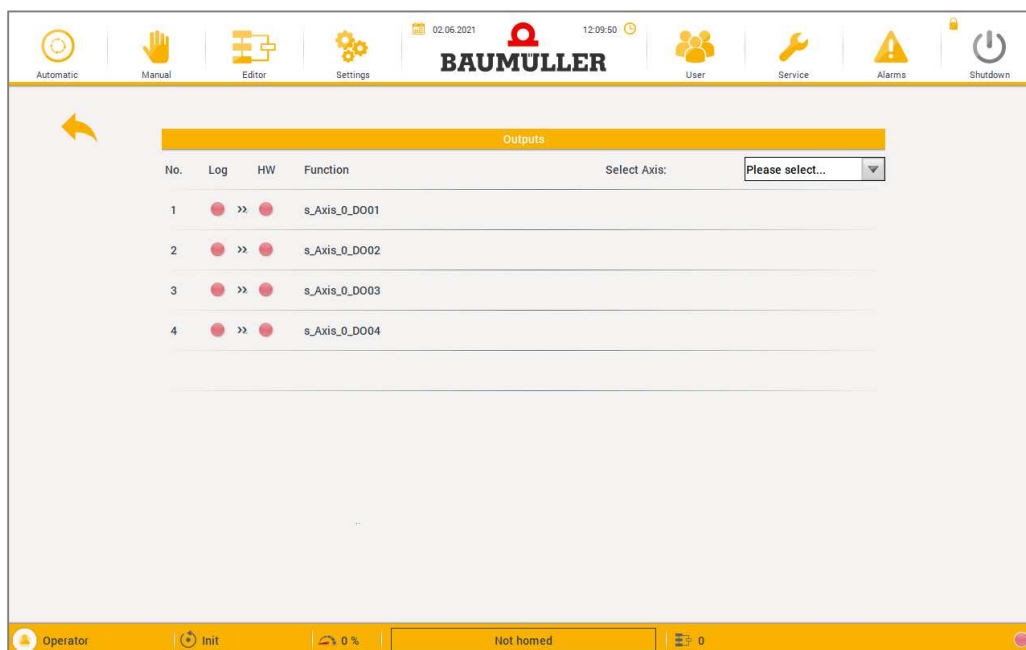 02.06.2021 12:09:50
BAUMÜLLER
Automatic Manual Editor Settings User Service Alarms Shutdown
Outputs
No. Log HW Function Select Axis: Please select...
1 >> s_Axis_0_DO01
2 >> s_Axis_0_DO02
3 >> s_Axis_0_DO03
4 >> s_Axis_0_DO04
Operator Init 0 % Not homed 0